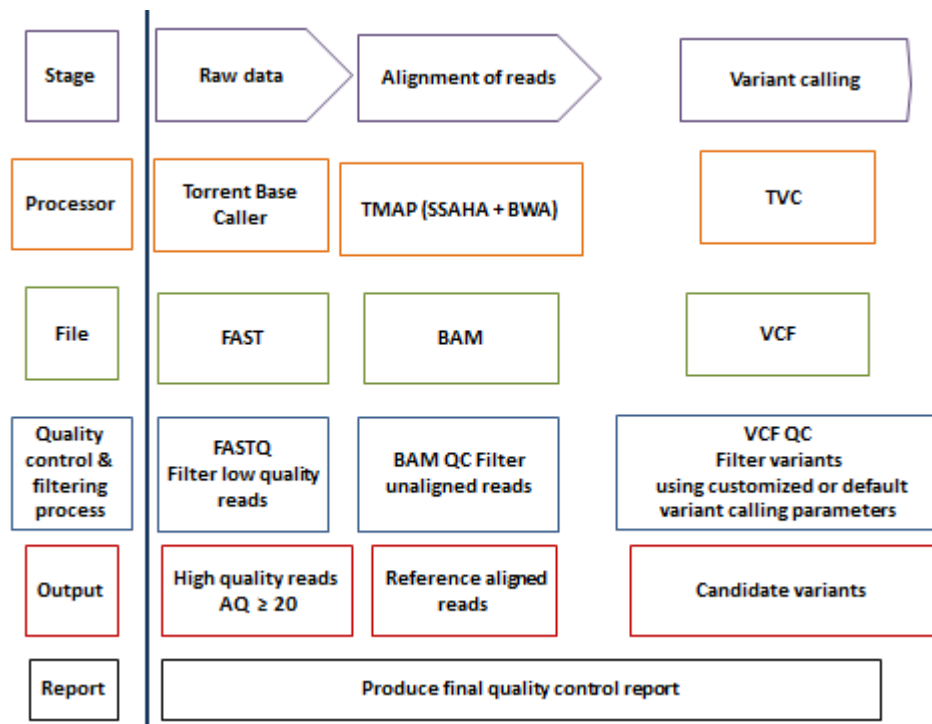 Stage
Raw data
Alignment of reads
Variant calling
Processor
Torrent Base
Caller
TMAP (SSAHA + BWA)
TVC
File
FAST
BAM
VCF
Quality
control &
filtering
process
FASTQ
Filter low quality
reads
BAM QC Filter
unaligned reads
VCF QC
Filter variants
using customized or default
variant calling parameters
Output
High quality reads
AQ ≥ 20
Reference aligned
reads
Candidate variants
Report
Produce final quality control report